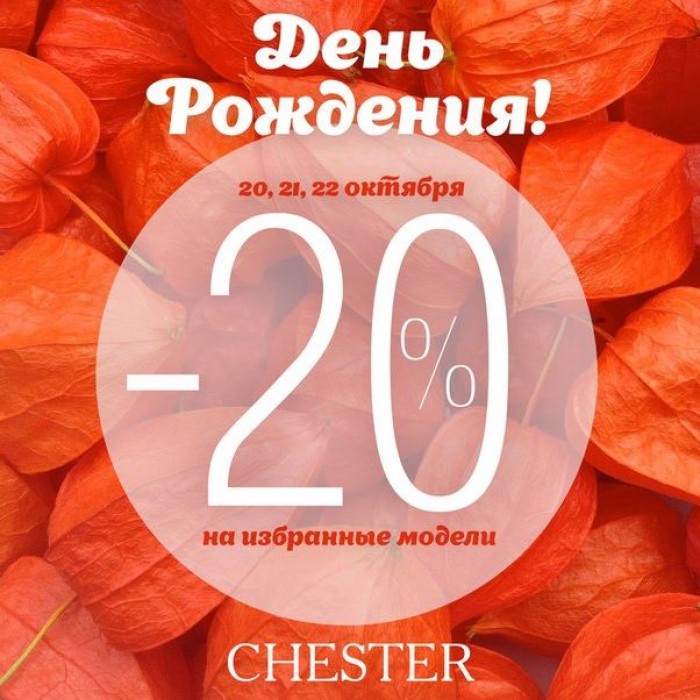 День
Рождения!
20, 21, 22 октября
-20%
на избранные модели
CHESTER